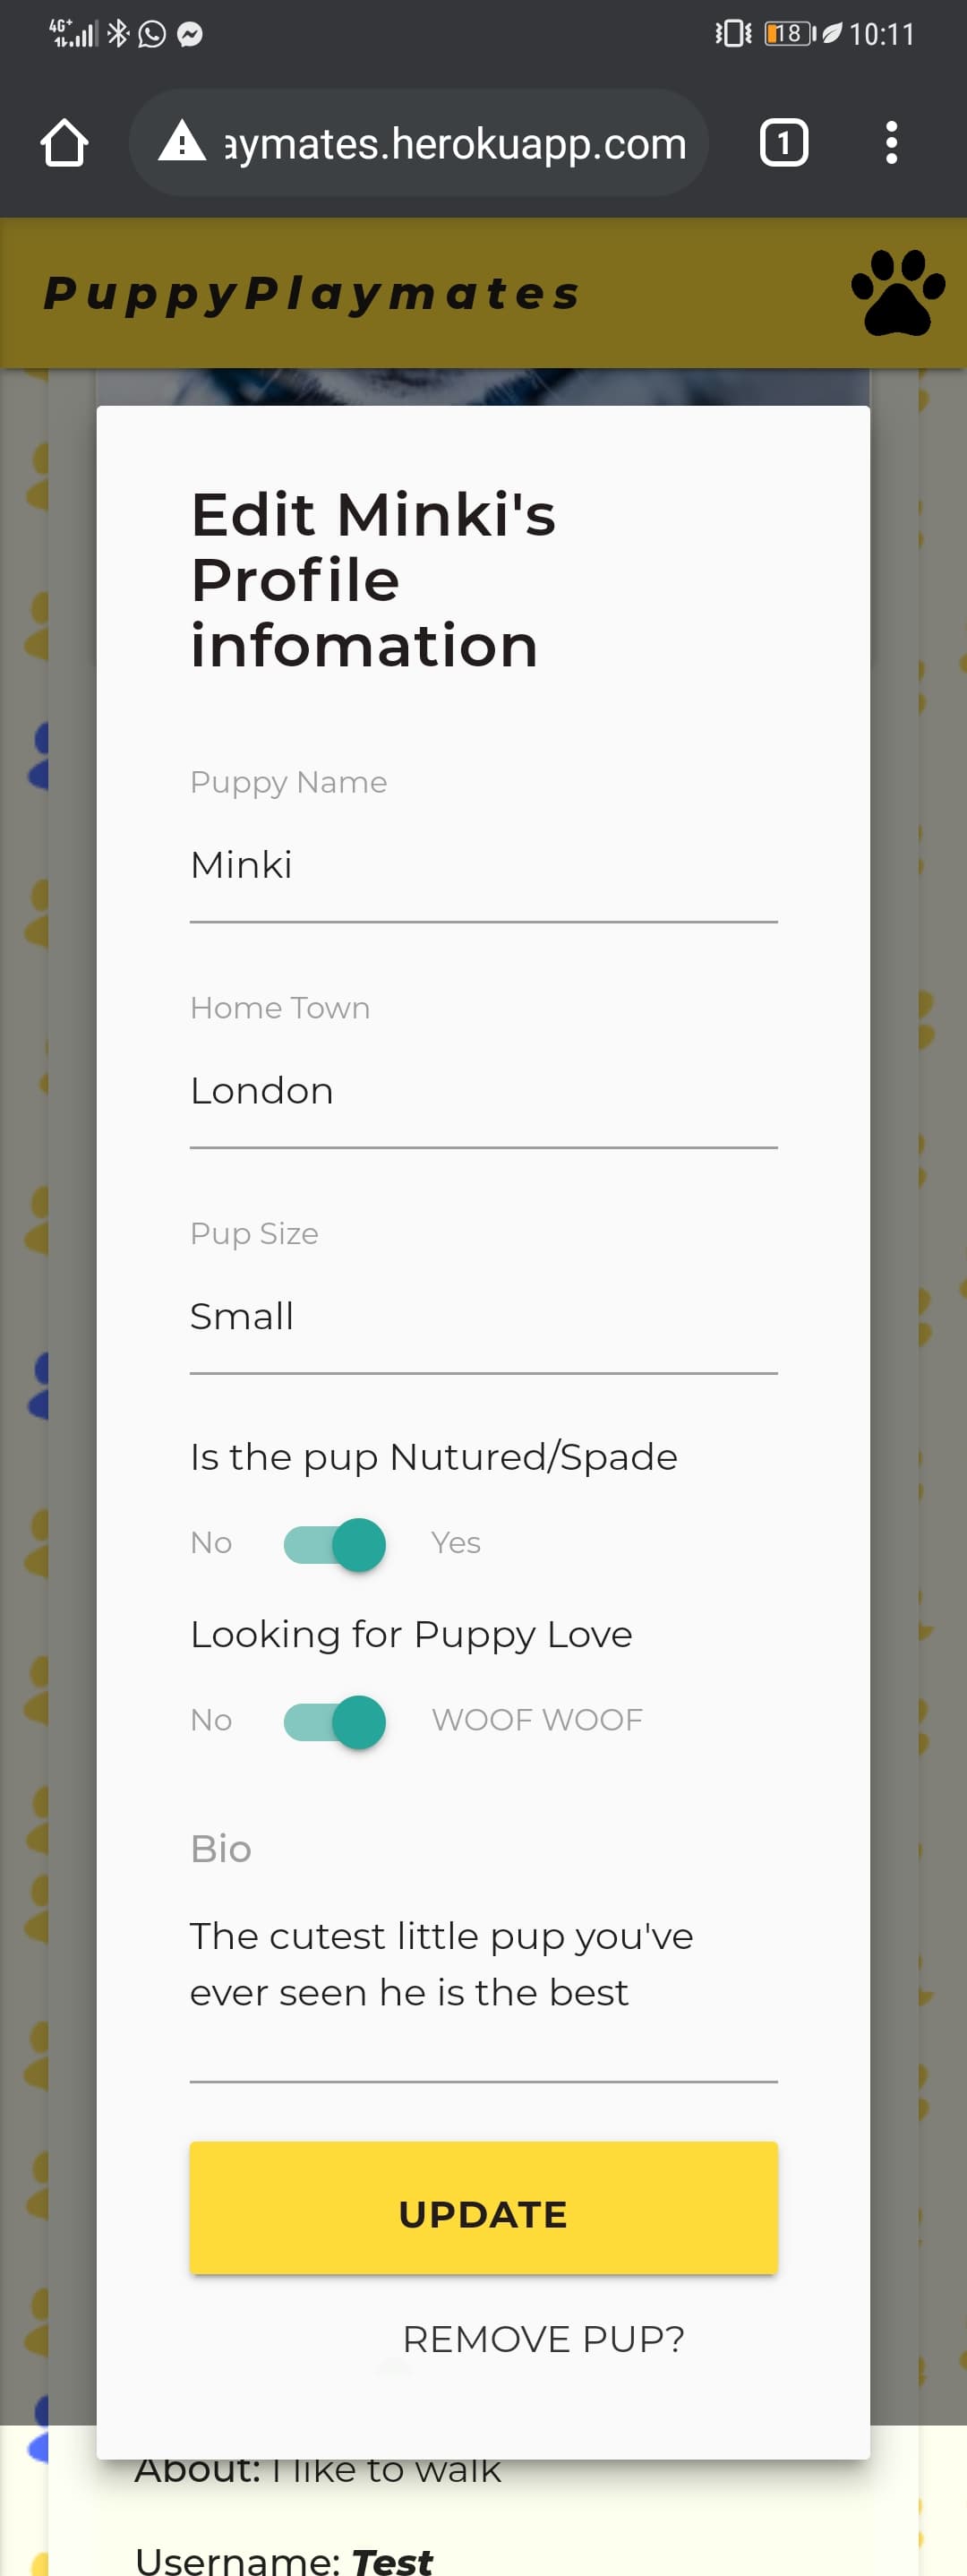 4G+
18
10:11
aymates.herokuapp.com
1
PuppyPlaymates
Edit Minki's
Profile
infomation
Puppy Name
Minki
Home Town
London
Pup Size
Small
Is the pup Nutured/Spade
No Yes
Looking for Puppy Love
No WOOF WOOF
Bio
The cutest little pup you've
ever seen he is the best
UPDATE
REMOVE PUP?
About: I like to walk
Username: Test